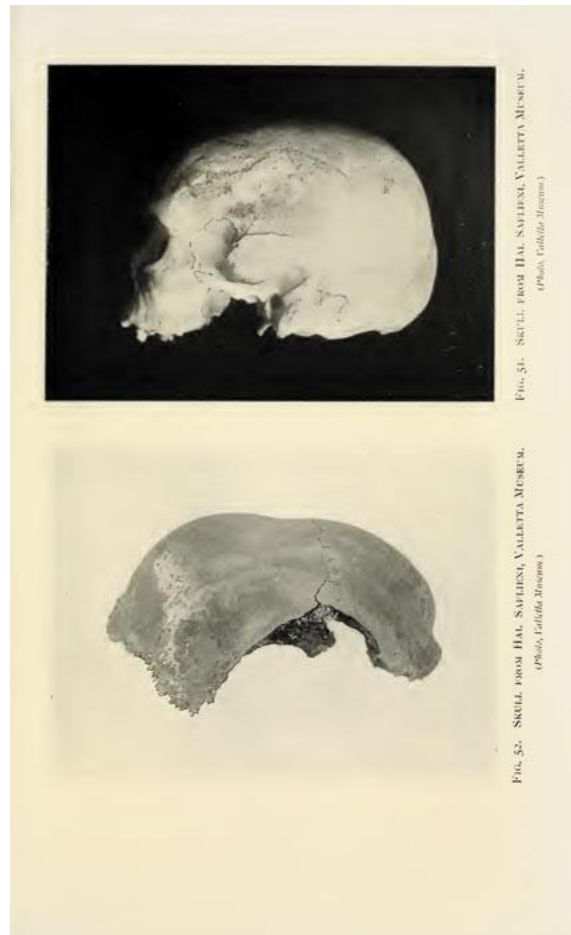 FIG. 51. SKULL FROM HAL SAFLIENI, VALLETTA MUSEUM.
(Photo, Valletta Museum.)
FIG. 52. SKULL FROM HAL SAFLIENI, VALLETTA MUSEUM.
(Photo, Valletta Museum.)